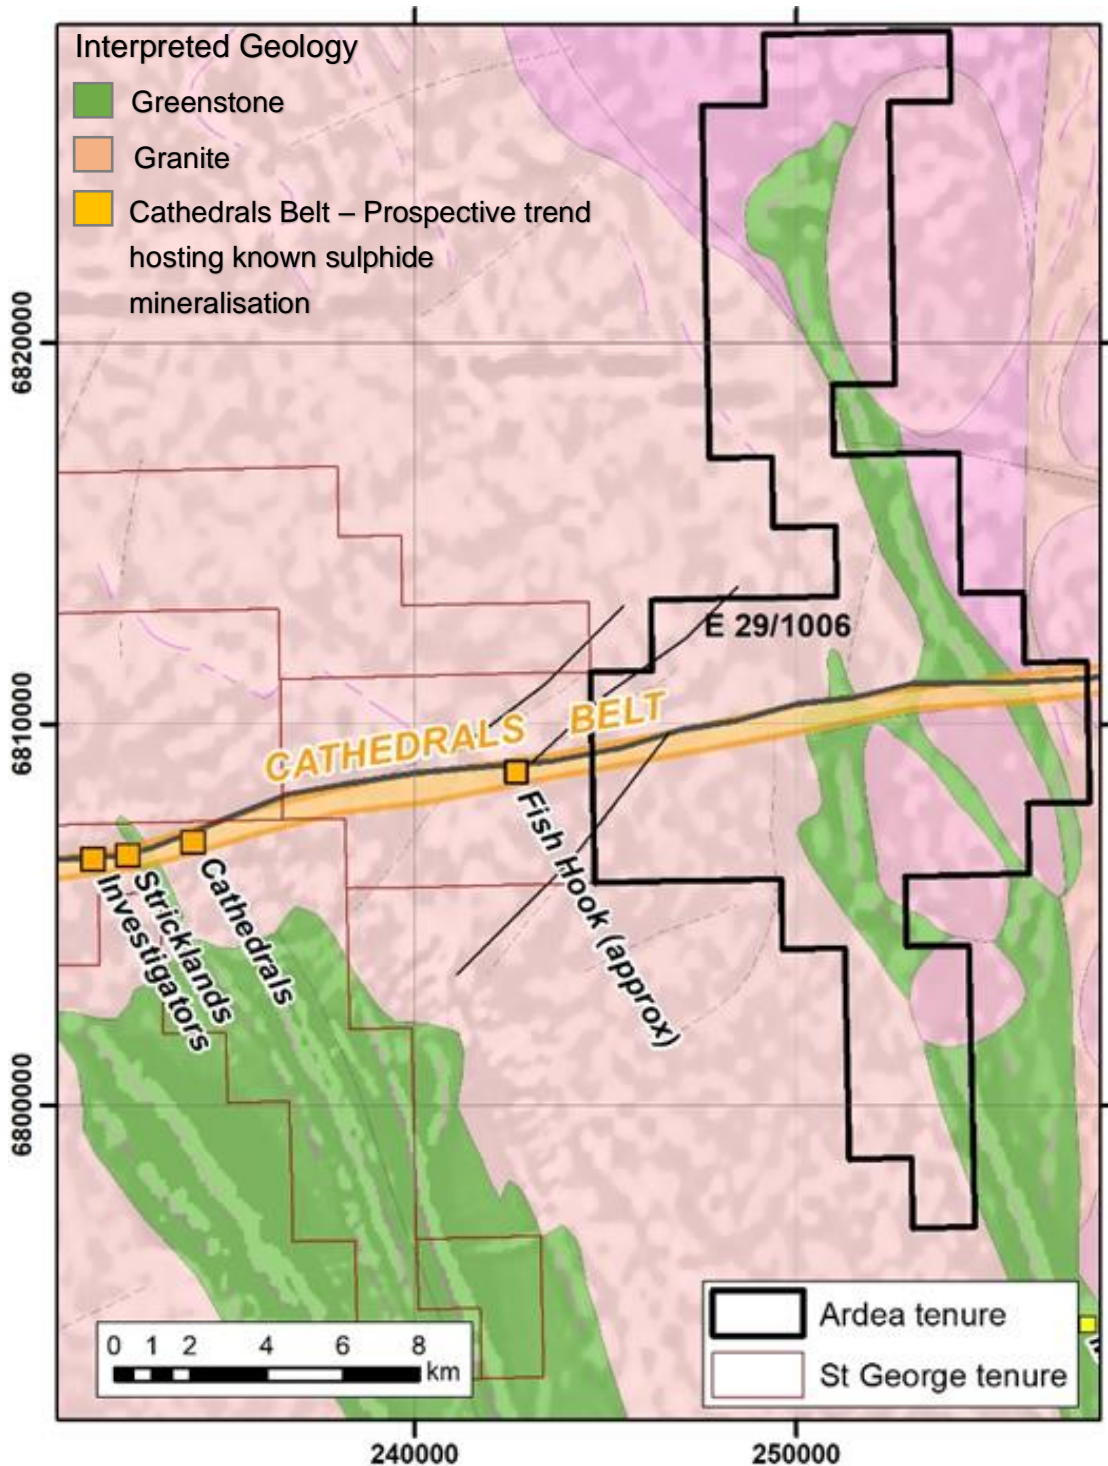 Interpreted Geology
Greenstone
Granite
Cathedrals Belt – Prospective trend
hosting known sulphide
mineralisation
6820000
E 29/1006
6810000
CATHEDRALS BELT
Fish Hook (approx)
Cathedrals
Stricklands
Investigators
6800000
Ardea tenure
St George tenure
0 1 2 4 6 8
km
240000 250000